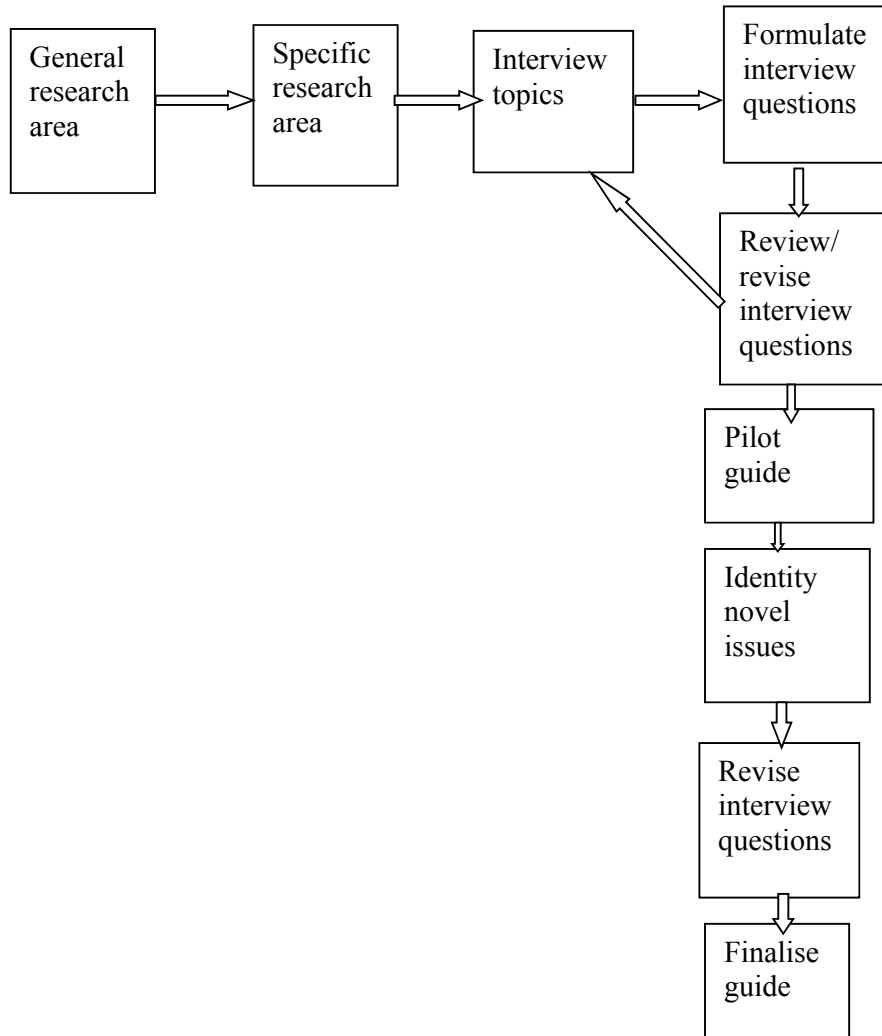 General
research
area
Specific
research
area
Interview
topics
Formulate
interview
questions
Review/
revise
interview
questions
Pilot
guide
Identity
novel
issues
Revise
interview
questions
Finalise
guide